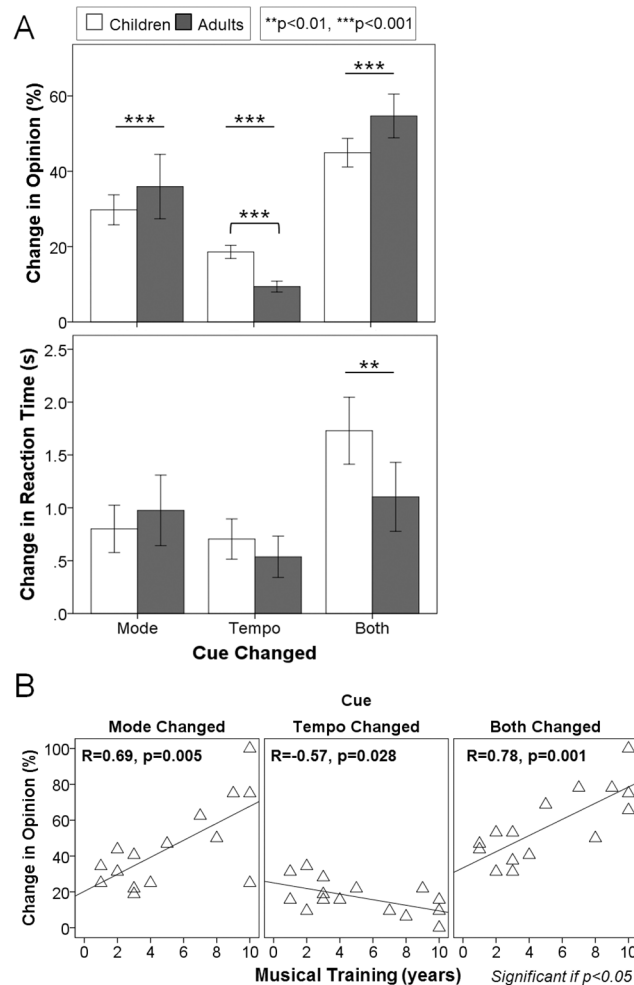 A
Children Adults **p<0.01, ***p<0.001
Change in Opinion (%)
60
40
20
0
***
***
***
***
Change in Reaction Time (s)
2.5
2.0
1.5
1.0
.5
.0
**
Mode Tempo Both
Cue Changed
B
Cue
Mode Changed Tempo Changed Both Changed
Change in Opinion (%)
100
80
60
40
20
0
R=0.69, p=0.005 R=-0.57, p=0.028 R=0.78, p=0.001
0 2 4 6 8 10 0 2 4 6 8 10 0 2 4 6 8 10
Musical Training (years) Significant if p<0.05